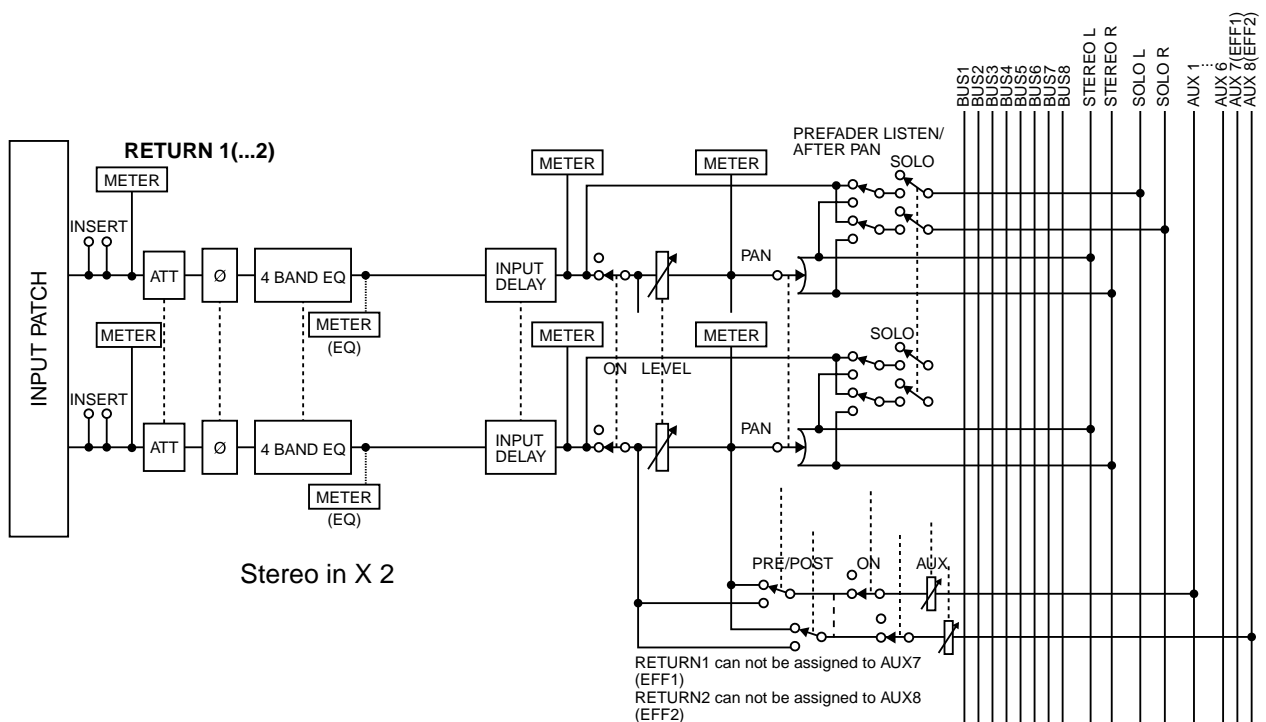 BUS1
BUS2
BUS3
BUS4
BUS5
BUS6
BUS7
BUS8
STEREO L
STEREO R
SOLO L
SOLO R
AUX 1
AUX 6
AUX 7(EFF1)
AUX 8(EFF2)
INPUT PATCH
RETURN 1(...2)
METER
INSERT
ATT
Ø
4 BAND EQ
METER
(EQ)
INPUT
DELAY
METER
METER
PREFADER LISTEN/
AFTER PAN
SOLO
PAN
ON
LEVEL
METER
INSERT
ATT
Ø
4 BAND EQ
METER
(EQ)
INPUT
DELAY
METER
METER
SOLO
PAN
Stereo in X 2
PRE/POST
ON
AUX
RETURN1 can not be assigned to AUX7
(EFF1)
RETURN2 can not be assigned to AUX8
(EFF2)